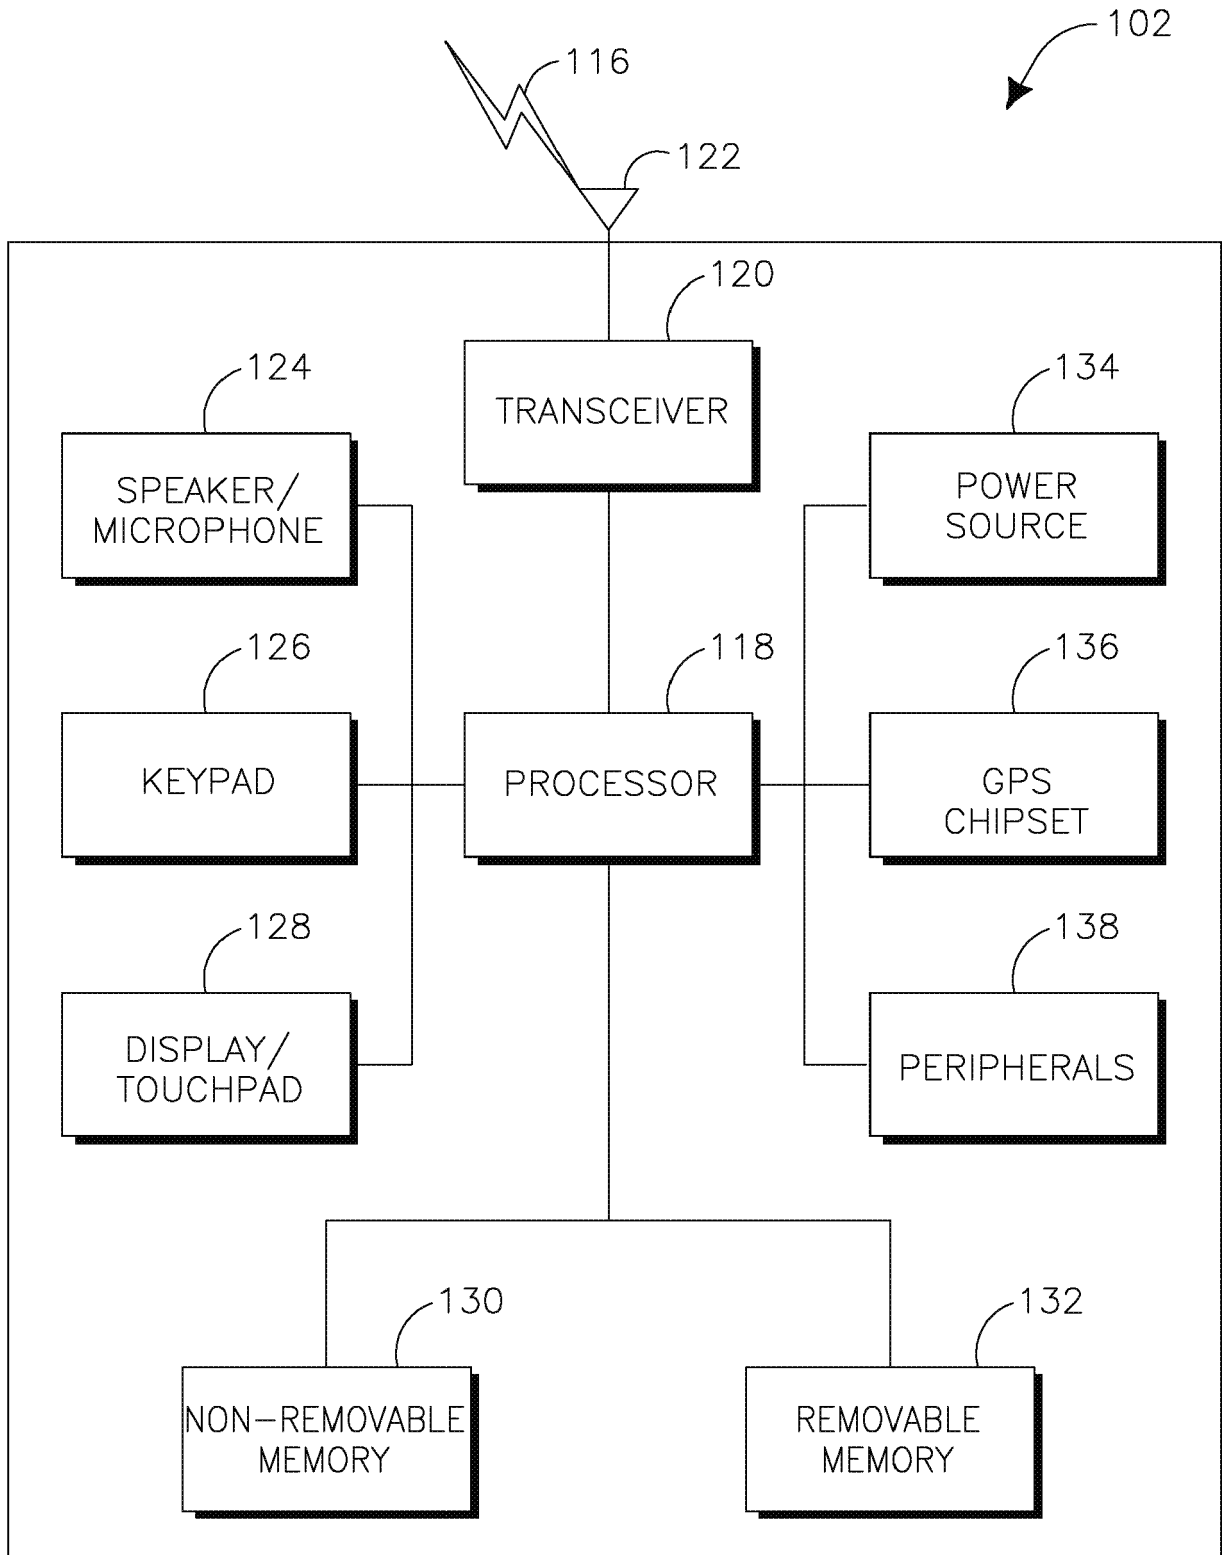 102
116
122
120
TRANSCEIVER
124
SPEAKER/
MICROPHONE
134
POWER
SOURCE
126
KEYPAD
118
PROCESSOR
136
GPS
CHIPSET
128
DISPLAY/
TOUCHPAD
138
PERIPHERALS
130
NON-REMOVABLE
MEMORY
132
REMOVABLE
MEMORY